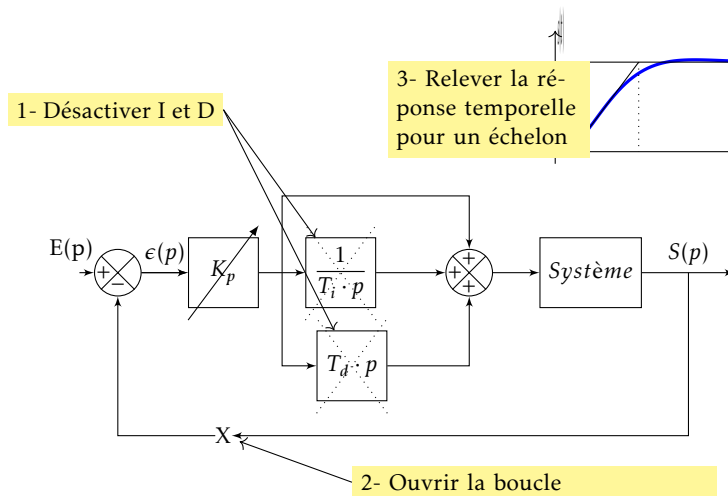 3- Relever la ré-
ponse temporelle
pour un échelon
1- Désactiver I et D
E(p)
ϵ(p)
K_p
1
T_i · p
T_d · p
Système
S(p)
+
−
+
+
+
X
2- Ouvrir la boucle